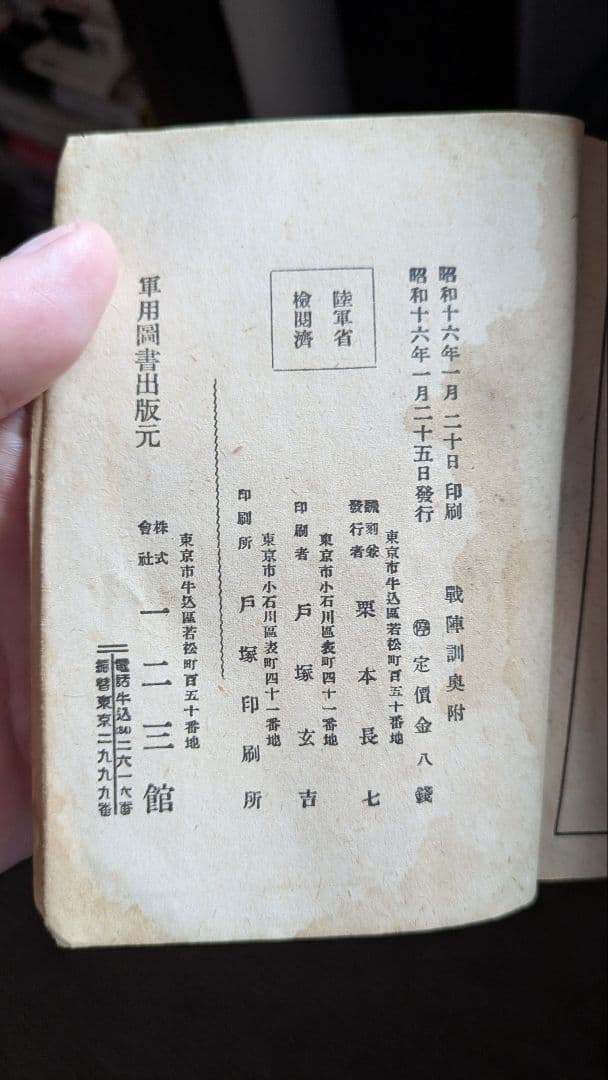 昭和十六年一月二十日印刷
戰陣訓奥附
昭和十六年一月二十五日發行
㊞定價金八錢
陸軍省
檢閲濟
東京市牛込區若松町百五十番地
飜刻兼
發行者
栗本長七
東京市小石川區表町四十一番地
印刷者
戸塚玄吉
東京市小石川區表町四十一番地
印刷所
戸塚印刷所
軍用圖書出版元
東京市牛込區若松町百五十番地
株式
會社
一二三館
電話牛込(34)二六一六番
振替東京二九九九番